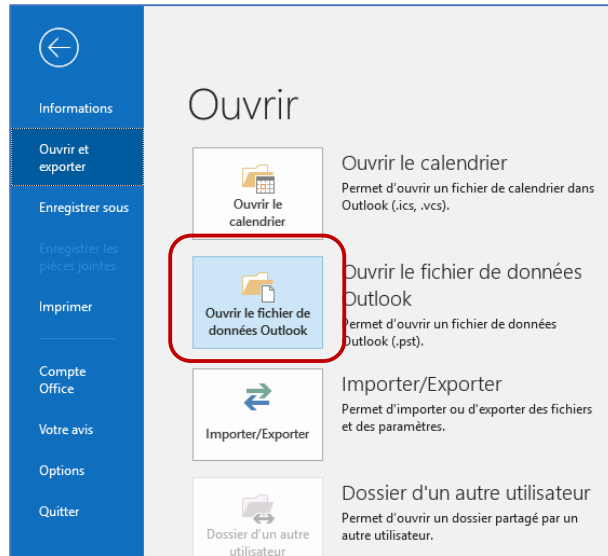 Informations
Ouvrir et
exporter
Enregistrer sous
Enregistrer les
pièces jointes
Imprimer
Compte
Office
Votre avis
Options
Quitter
Ouvrir
Ouvrir le
calendrier
Ouvrir le calendrier
Permet d'ouvrir un fichier de calendrier dans
Outlook (.ics, .vcs).
Ouvrir le fichier de
données Outlook
Ouvrir le fichier de données
Outlook
Permet d'ouvrir un fichier de données
Outlook (.pst).
Importer/Exporter
Importer/Exporter
Permet d'importer ou d'exporter des fichiers
et des paramètres.
Dossier d'un autre
utilisateur
Dossier d'un autre utilisateur
Permet d'ouvrir un dossier partagé par un
autre utilisateur.